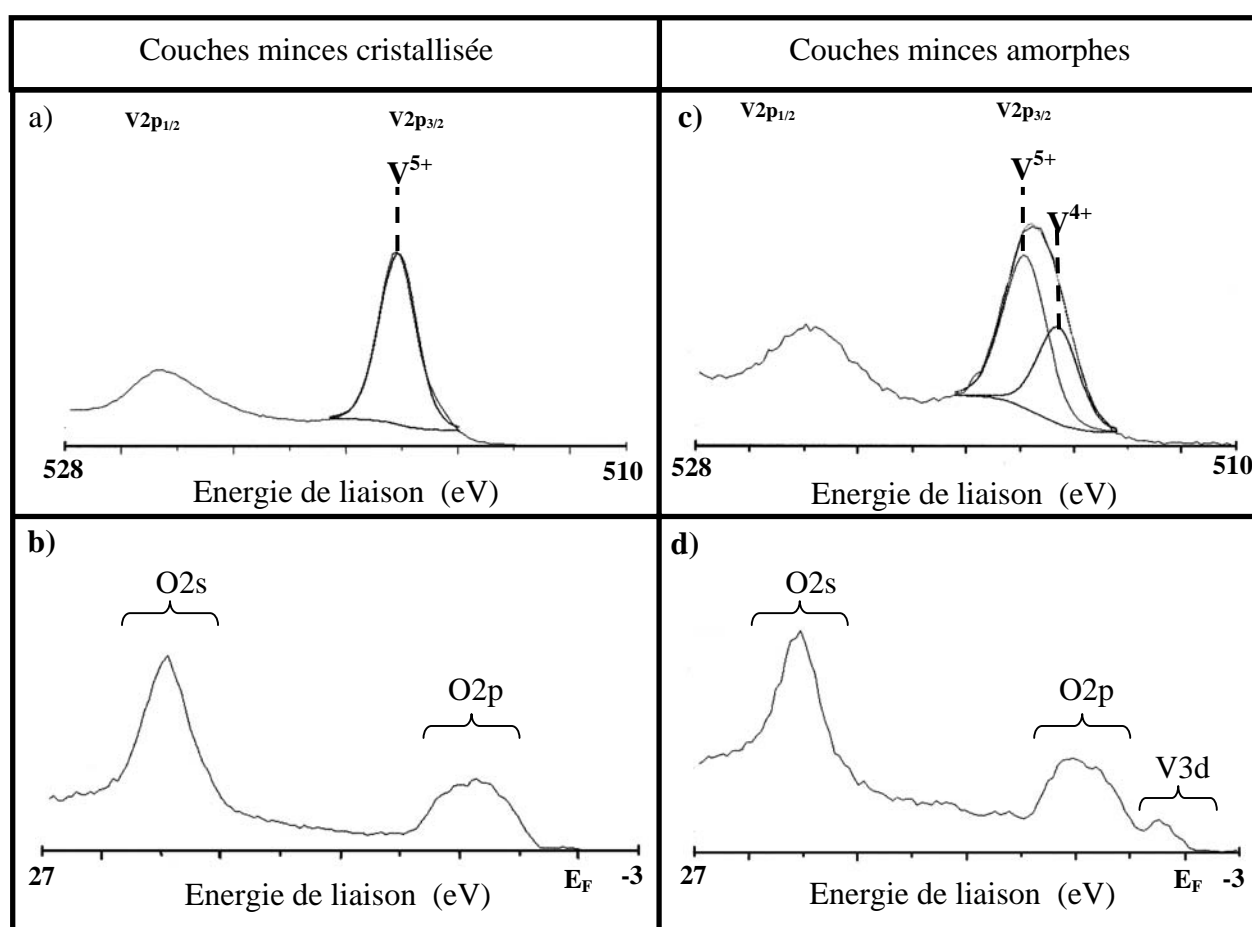 Couches minces cristallisée
Couches minces amorphes
a)
V2p1/2
V2p3/2
V5+
528
510
Energie de liaison (eV)
c)
V2p1/2
V2p3/2
V5+
V4+
528
510
Energie de liaison (eV)
b)
O2s
O2p
27
EF
-3
Energie de liaison (eV)
d)
O2s
O2p
V3d
27
EF
-3
Energie de liaison (eV)